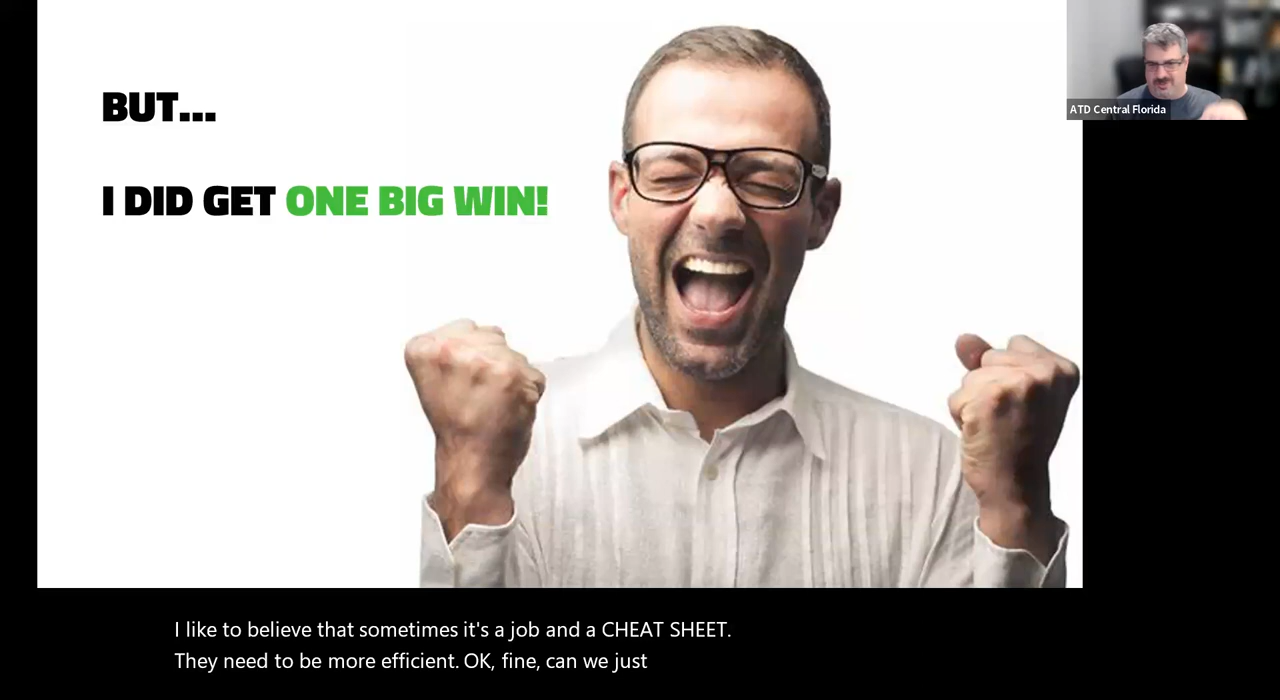 BUT...
I DID GET ONE BIG WIN!
ATD Central Florida
I like to believe that sometimes it's a job and a CHEAT SHEET.
They need to be more efficient. OK, fine, can we just